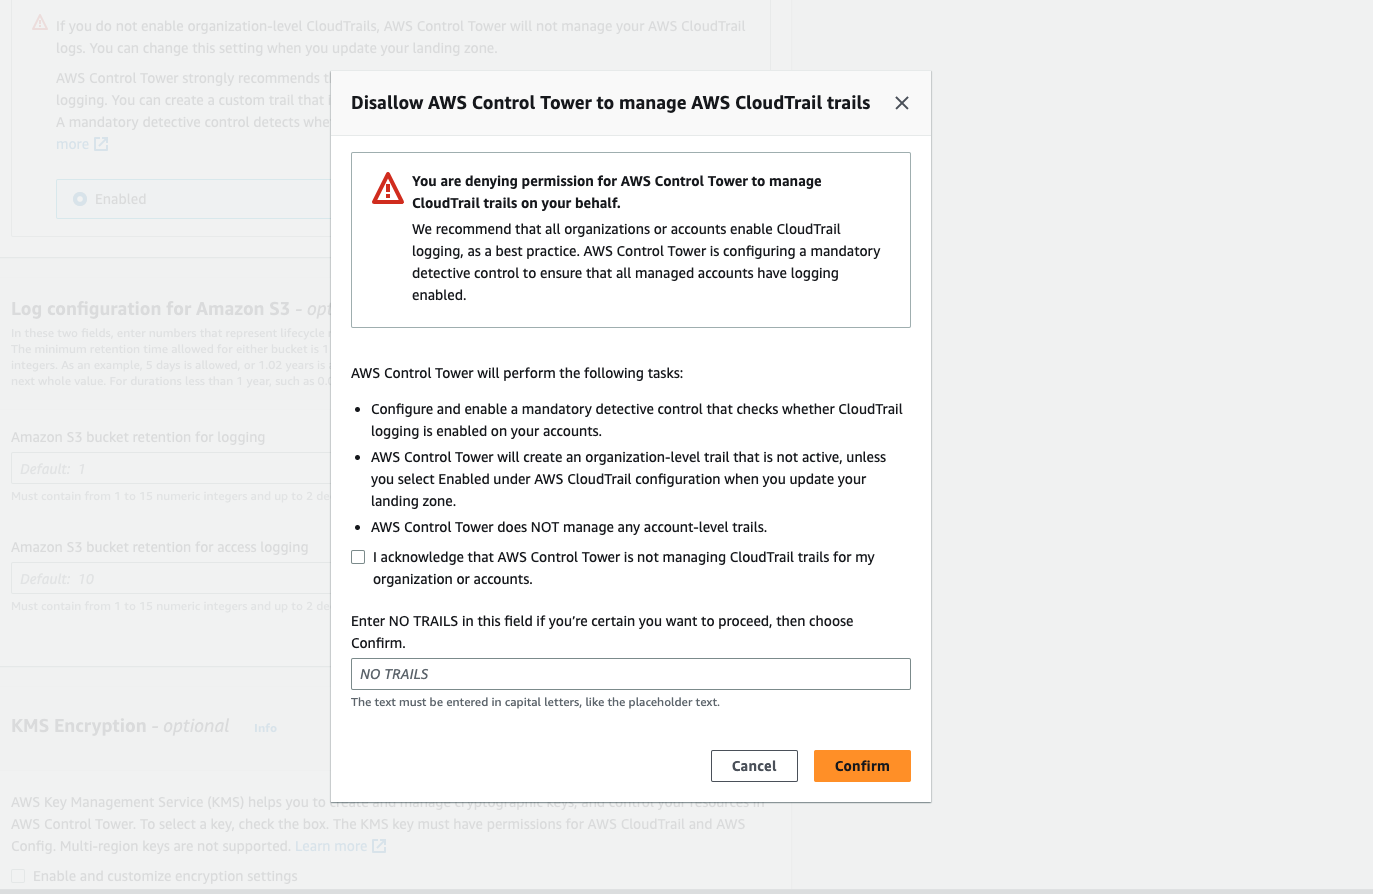 If you do not enable organization-level CloudTrails, AWS Control Tower will not manage your AWS CloudTrail
logs. You can change this setting when you update your landing zone.
AWS Control Tower strongly recommends
logging. You can create a custom trail that
A mandatory detective control detects
more
Enabled
Log configuration for Amazon S3 -
In these two fields, enter numbers that represent lifecycle
The minimum retention time allowed for either bucket is 1
integers. As an example, 5 days is allowed, or 1.02 years is
next whole value. For durations less than 1 year, such as
Amazon S3 bucket retention for logging
Default: 1
Must contain from 1 to 15 numeric integers and up to 2
Amazon S3 bucket retention for access logging
Default: 10
Must contain from 1 to 15 numeric integers and up to 2
KMS Encryption - optional Info
Disallow AWS Control Tower to manage AWS CloudTrail trails
You are denying permission for AWS Control Tower to manage
CloudTrail trails on your behalf.
We recommend that all organizations or accounts enable CloudTrail
logging, as a best practice. AWS Control Tower is configuring a mandatory
detective control to ensure that all managed accounts have logging
enabled.
AWS Control Tower will perform the following tasks:
• Configure and enable a mandatory detective control that checks whether CloudTrail
logging is enabled on your accounts.
• AWS Control Tower will create an organization-level trail that is not active, unless
you select Enabled under AWS CloudTrail configuration when you update your
landing zone.
• AWS Control Tower does NOT manage any account-level trails.
I acknowledge that AWS Control Tower is not managing CloudTrail trails for my
organization or accounts.
Enter NO TRAILS in this field if you’re certain you want to proceed, then choose
Confirm.
NO TRAILS
The text must be entered in capital letters, like the placeholder text.
Cancel Confirm
AWS Key Management Service (KMS) helps you to create and manage cryptographic keys, and control your resources in
AWS Control Tower. To select a key, check the box. The KMS key must have permissions for AWS CloudTrail and AWS
Config. Multi-region keys are not supported. Learn more
Enable and customize encryption settings